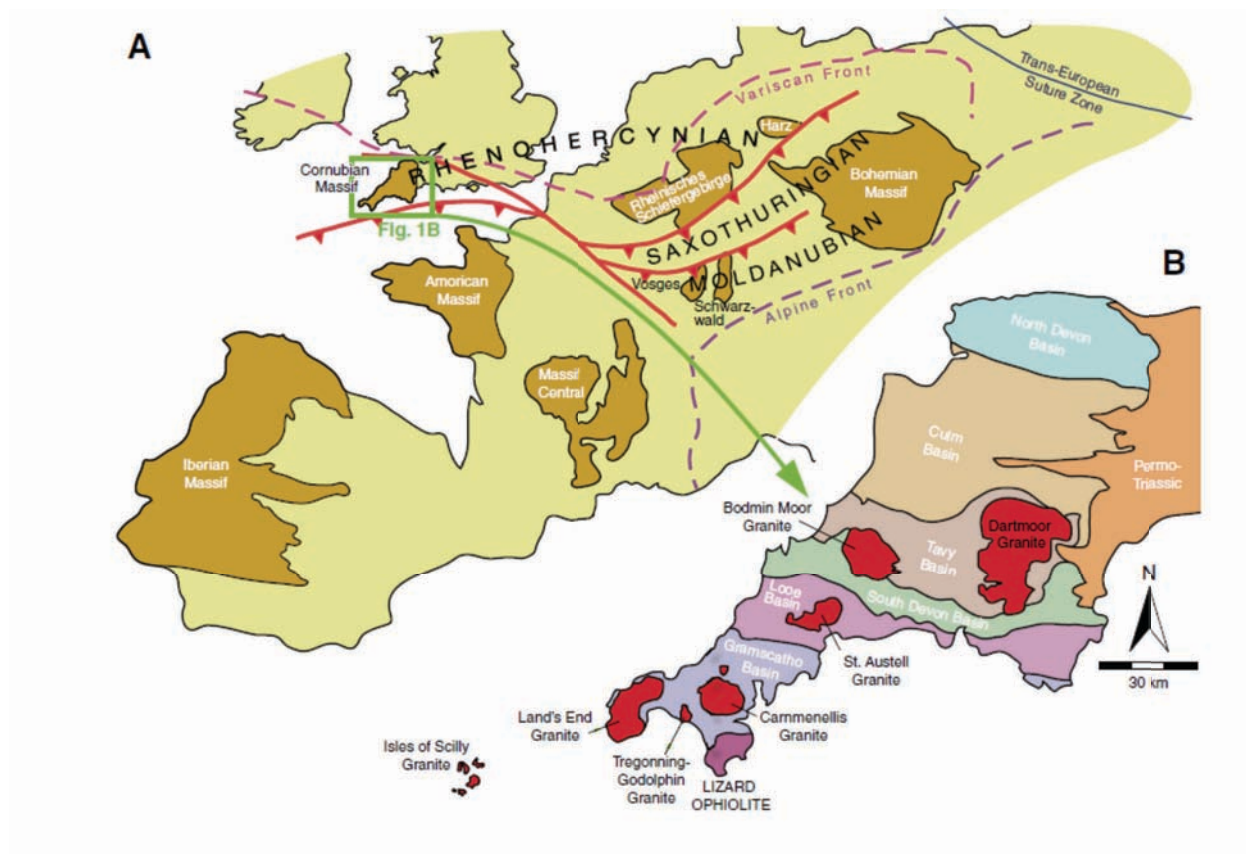 A
Trans-European
Suture Zone
Variscan Front
Harz
RHENOHERCYNIAN
Cornubian
Massif
Rheinisches
Schiefergebirge
Bohemian
Massif
SAXOTHURINGIAN
Fig. 1B
MOLDANUBIAN
Vosges
Schwarz-
wald
Alpine Front
Amorican
Massif
Massif
Central
Iberian
Massif
B
North Devon
Basin
Culm
Basin
Permo-
Triassic
Bodmin Moor
Granite
Dartmoor
Granite
Tavy
Basin
Looe
Basin
South Devon Basin
N
30 km
Gramscatho
Basin
St. Austell
Granite
Land's End
Granite
Carnmenellis
Granite
Isles of Scilly
Granite
Tregonning-
Godolphin
Granite
LIZARD
OPHIOLITE